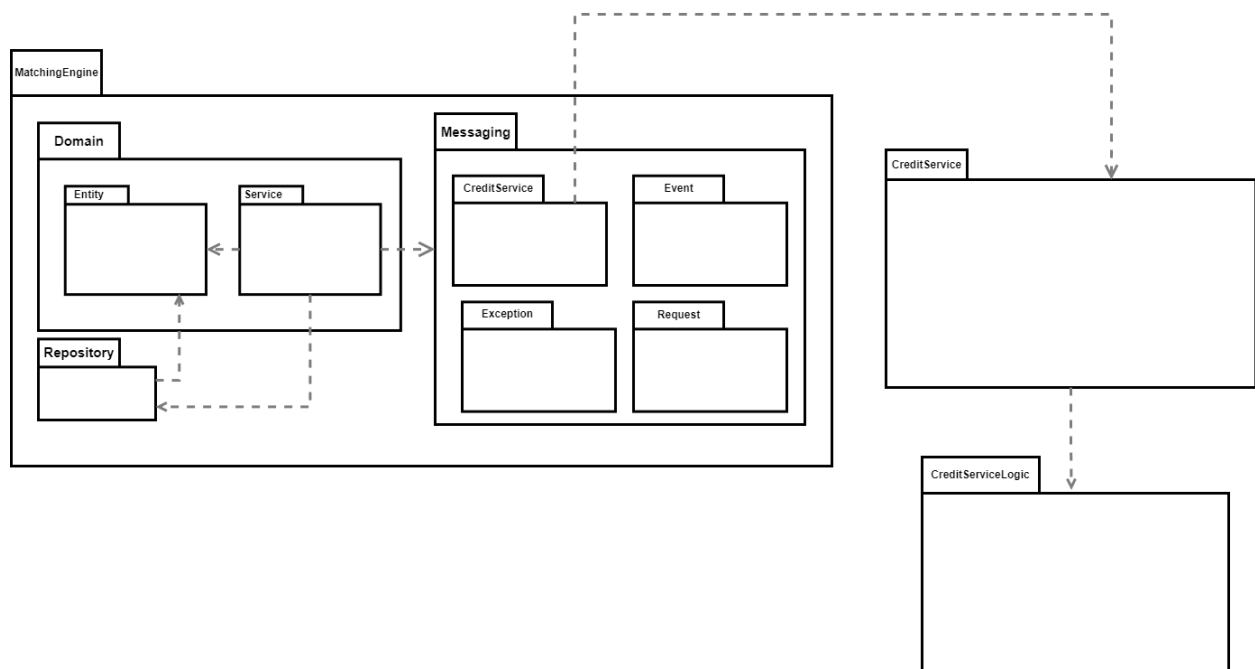 MatchingEngine
Domain
Messaging
Entity
Service
CreditService
Event
CreditService
Exception
Request
Repository
CreditServiceLogic